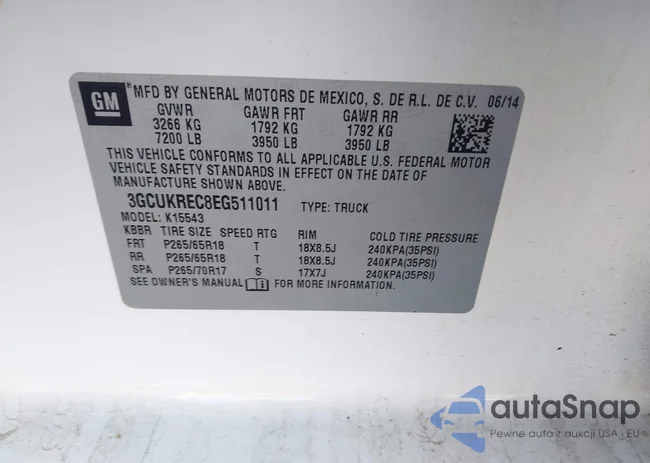 GM
® MFD BY GENERAL MOTORS DE MEXICO, S. DE R.L. DE C.V. 06/14
GVWR GAWR FRT GAWR RR
3266 KG 1792 KG 1792 KG
7200 LB 3950 LB 3950 LB
THIS VEHICLE CONFORMS TO ALL APPLICABLE U.S. FEDERAL MOTOR
VEHICLE SAFETY STANDARDS IN EFFECT ON THE DATE OF
MANUFACTURE SHOWN ABOVE.
3GCUKREC8EG511011 TYPE: TRUCK
MODEL: K15543
KBBR TIRE SIZE SPEED RTG RIM COLD TIRE PRESSURE
FRT P265/65R18 T 18X8.5J 240KPA(35PSI)
RR P265/65R18 T 18X8.5J 240KPA(35PSI)
SPA P265/70R17 S 17X7J 240KPA(35PSI)
SEE OWNER'S MANUAL i FOR MORE INFORMATION.
autaSnap
Pewne auta z aukcji USA i EU